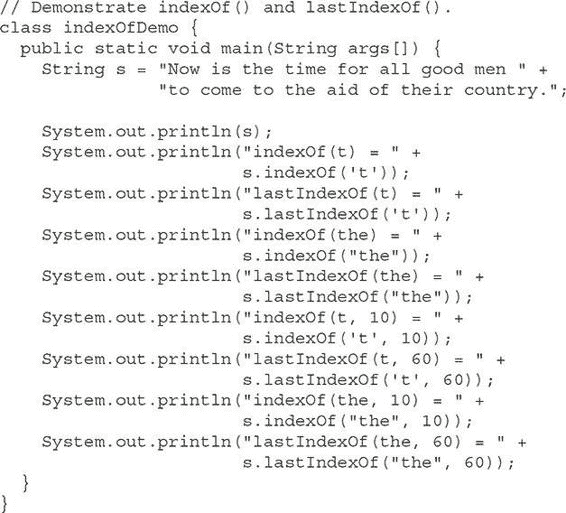 // Demonstrate indexOf() and lastIndexOf().
class indexOfDemo {
  public static void main(String args[]) {
    String s = "Now is the time for all good men " +
               "to come to the aid of their country.";

    System.out.println(s);
    System.out.println("indexOf(t) = " +
                       s.indexOf('t'));
    System.out.println("lastIndexOf(t) = " +
                       s.lastIndexOf('t'));
    System.out.println("indexOf(the) = " +
                       s.indexOf("the"));
    System.out.println("lastIndexOf(the) = " +
                       s.lastIndexOf("the"));
    System.out.println("indexOf(t, 10) = " +
                       s.indexOf('t', 10));
    System.out.println("lastIndexOf(t, 60) = " +
                       s.lastIndexOf('t', 60));
    System.out.println("indexOf(the, 10) = " +
                       s.indexOf("the", 10));
    System.out.println("lastIndexOf(the, 60) = " +
                       s.lastIndexOf("the", 60));
  }
}